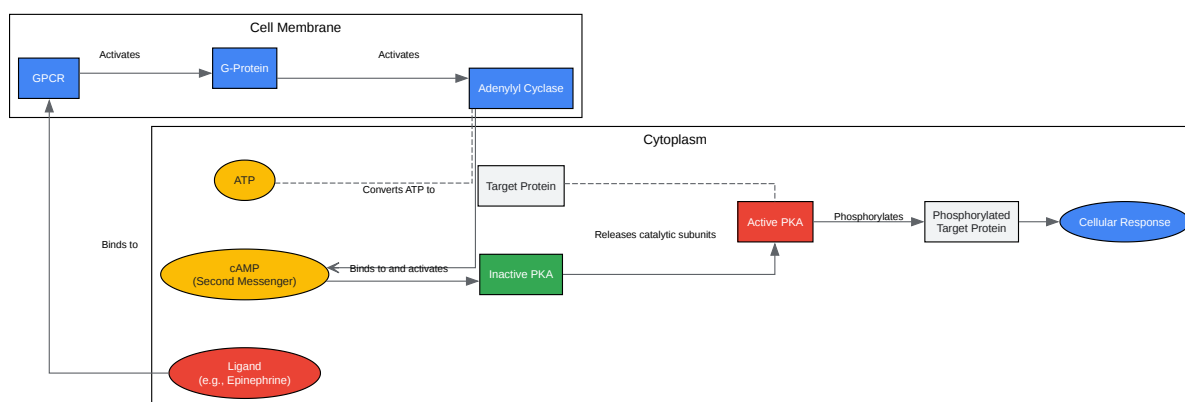 Cell Membrane
Activates
Activates
GPCR
G-Protein
Adenylyl Cyclase
Cytoplasm
ATP
Converts ATP to
Target Protein
Active PKA
Phosphorylates
Phosphorylated
Target Protein
Cellular Response
Releases catalytic subunits
Binds to
cAMP
(Second Messenger)
Binds to and activates
Inactive PKA
Ligand
(e.g., Epinephrine)